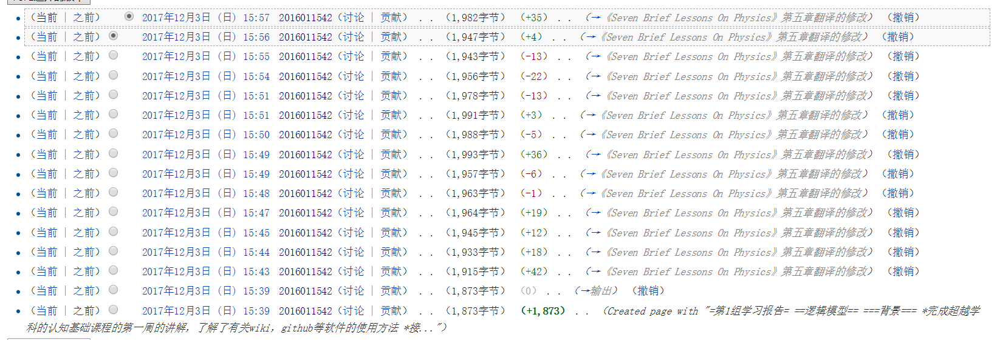 （当前 | 之前） 2017年12月3日 (日) 15:57 2016011542（讨论 | 贡献） . . （1,982字节） （+35） . . （→《Seven Brief Lessons On Physics》第五章翻译的修改） （撤销）
（当前 | 之前） 2017年12月3日 (日) 15:56 2016011542（讨论 | 贡献） . . （1,947字节） （+4） . . （→《Seven Brief Lessons On Physics》第五章翻译的修改） （撤销）
（当前 | 之前） 2017年12月3日 (日) 15:55 2016011542（讨论 | 贡献） . . （1,943字节） （-13） . . （→《Seven Brief Lessons On Physics》第五章翻译的修改） （撤销）
（当前 | 之前） 2017年12月3日 (日) 15:54 2016011542（讨论 | 贡献） . . （1,956字节） （-22） . . （→《Seven Brief Lessons On Physics》第五章翻译的修改） （撤销）
（当前 | 之前） 2017年12月3日 (日) 15:51 2016011542（讨论 | 贡献） . . （1,978字节） （-13） . . （→《Seven Brief Lessons On Physics》第五章翻译的修改） （撤销）
（当前 | 之前） 2017年12月3日 (日) 15:51 2016011542（讨论 | 贡献） . . （1,991字节） （+3） . . （→《Seven Brief Lessons On Physics》第五章翻译的修改） （撤销）
（当前 | 之前） 2017年12月3日 (日) 15:50 2016011542（讨论 | 贡献） . . （1,988字节） （-5） . . （→《Seven Brief Lessons On Physics》第五章翻译的修改） （撤销）
（当前 | 之前） 2017年12月3日 (日) 15:49 2016011542（讨论 | 贡献） . . （1,993字节） （+36） . . （→《Seven Brief Lessons On Physics》第五章翻译的修改） （撤销）
（当前 | 之前） 2017年12月3日 (日) 15:49 2016011542（讨论 | 贡献） . . （1,957字节） （-6） . . （→《Seven Brief Lessons On Physics》第五章翻译的修改） （撤销）
（当前 | 之前） 2017年12月3日 (日) 15:48 2016011542（讨论 | 贡献） . . （1,963字节） （-1） . . （→《Seven Brief Lessons On Physics》第五章翻译的修改） （撤销）
（当前 | 之前） 2017年12月3日 (日) 15:47 2016011542（讨论 | 贡献） . . （1,964字节） （+19） . . （→《Seven Brief Lessons On Physics》第五章翻译的修改） （撤销）
（当前 | 之前） 2017年12月3日 (日) 15:45 2016011542（讨论 | 贡献） . . （1,945字节） （+12） . . （→《Seven Brief Lessons On Physics》第五章翻译的修改） （撤销）
（当前 | 之前） 2017年12月3日 (日) 15:44 2016011542（讨论 | 贡献） . . （1,933字节） （+18） . . （→《Seven Brief Lessons On Physics》第五章翻译的修改） （撤销）
（当前 | 之前） 2017年12月3日 (日) 15:43 2016011542（讨论 | 贡献） . . （1,915字节） （+42） . . （→《Seven Brief Lessons On Physics》第五章翻译的修改） （撤销）
（当前 | 之前） 2017年12月3日 (日) 15:39 2016011542（讨论 | 贡献） . . （1,873字节） （0） . . （→输出） （撤销）
（当前 | 之前） 2017年12月3日 (日) 15:39 2016011542（讨论 | 贡献） . . （1,873字节） （+1,873） . . （Created page with "=第1组学习报告= ==逻辑模型== ===背景=== *完成超越学
科的认知基础课程的第一周的讲解，了解了有关wiki，github等软件的使用方法 *接..."）